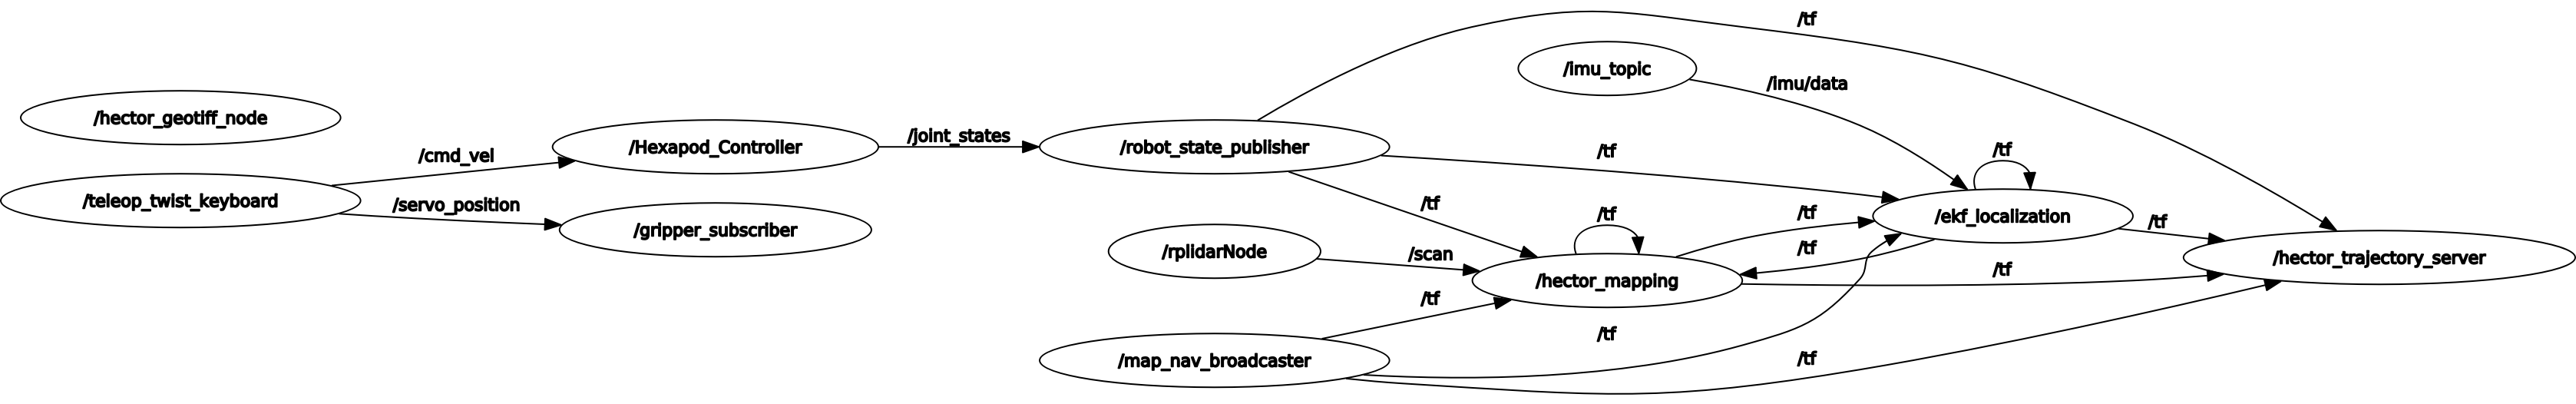 /tf
/imu_topic
/imu/data
/hector_geotiff_node
/cmd_vel
/Hexapod_Controller
/joint_states
/robot_state_publisher
/tf
/tf
/teleop_twist_keyboard
/servo_position
/gripper_subscriber
/tf
/tf
/tf
/ekf_localization
/tf
/rplidarNode
/scan
/tf
/hector_trajectory_server
/hector_mapping
/tf
/tf
/tf
/map_nav_broadcaster
/tf